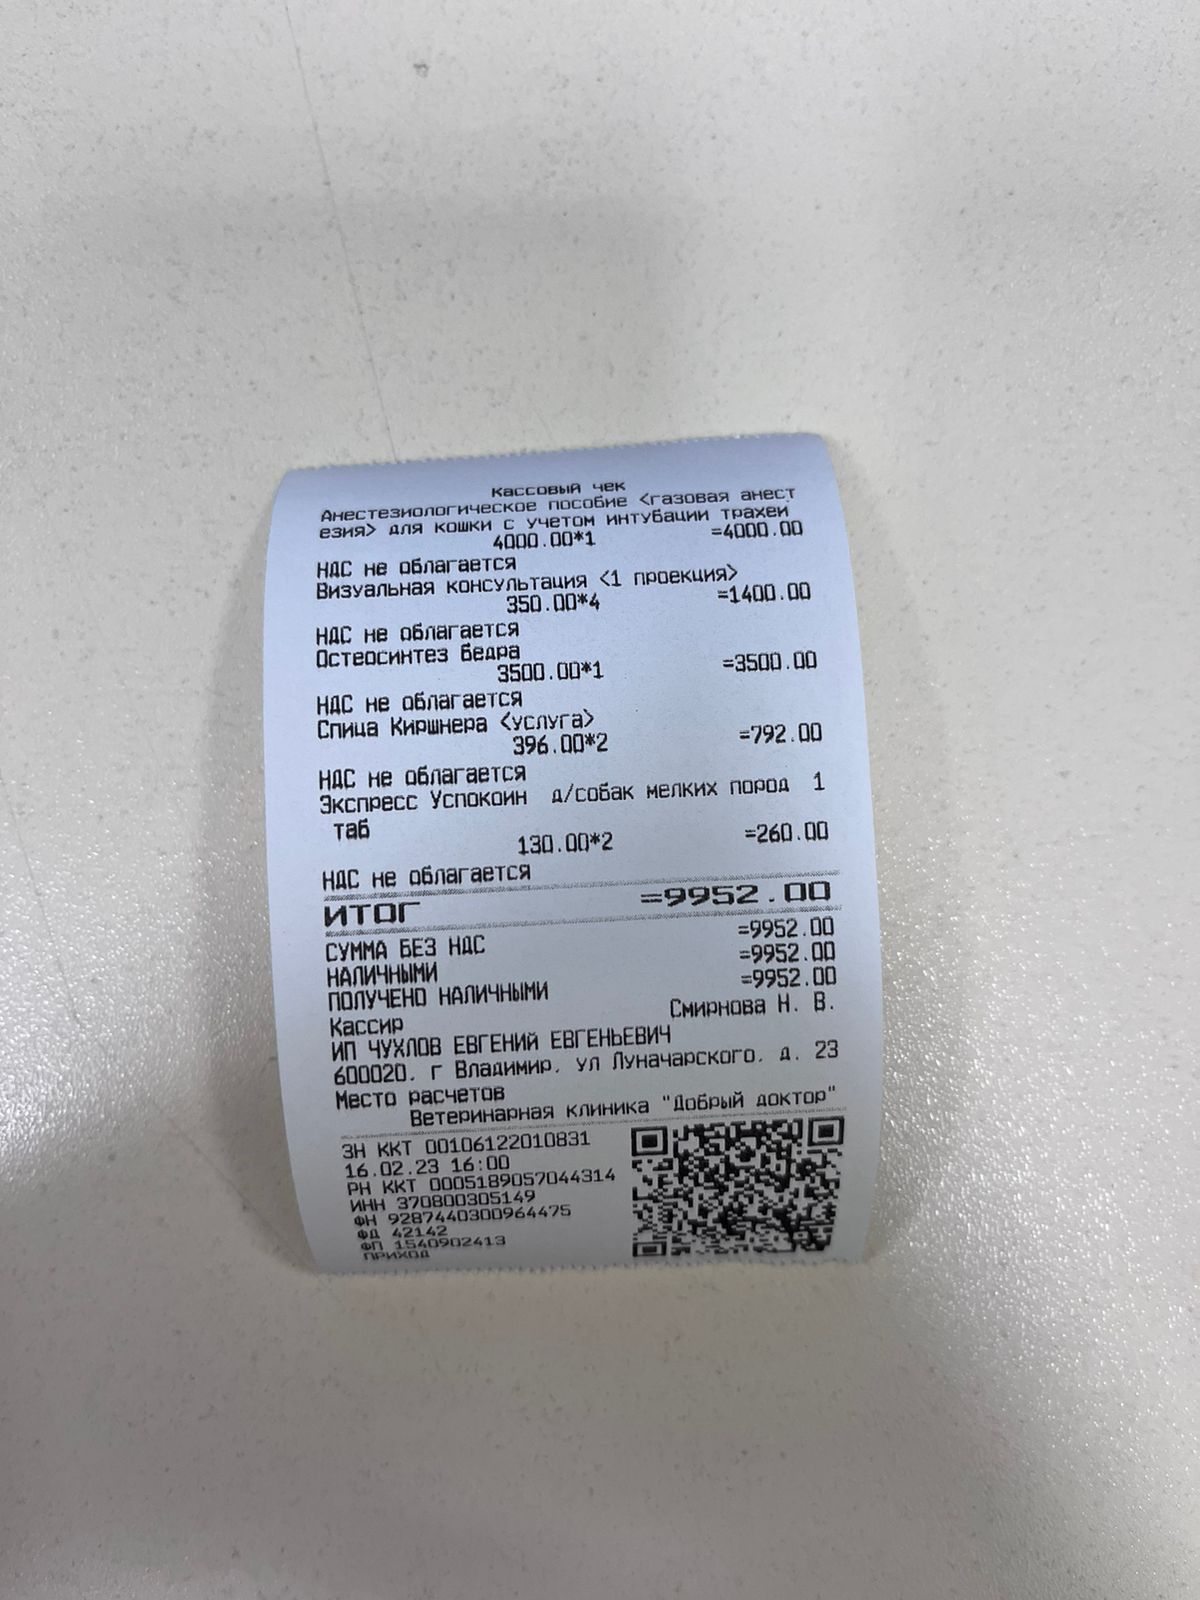 Кассовый чек
Анестезиологическое пособие <газовая анест
езия> для кошки с учетом интубации трахеи
4000.00*1 =4000.00
НДС не облагается
Визуальная консультация <1 проекция>
350.00*4 =1400.00
НДС не облагается
Остеосинтез бедра
3500.00*1 =3500.00
НДС не облагается
Спица Киршнера <услуга>
396.00*2 =792.00
НДС не облагается
Экспресс Успокоин д/собак мелких пород 1
таб
130.00*2 =260.00
НДС не облагается
ИТОГ =9952.00
СУММА БЕЗ НДС =9952.00
НАЛИЧНЫМИ =9952.00
ПОЛУЧЕНО НАЛИЧНЫМИ =9952.00
Кассир Смирнова Н. В.
ИП ЧУХЛОВ ЕВГЕНИЙ ЕВГЕНЬЕВИЧ
600020, г Владимир, ул Луначарского, д. 23
Место расчетов
Ветеринарная клиника "Добрый доктор"
ЗН ККТ 00106122010831
16.02.23 16:00
РН ККТ 0005189057044314
ИНН 370800305149
ФН 9287440300964475
ФД 42142
ФП 1540902413
ПРИХОД